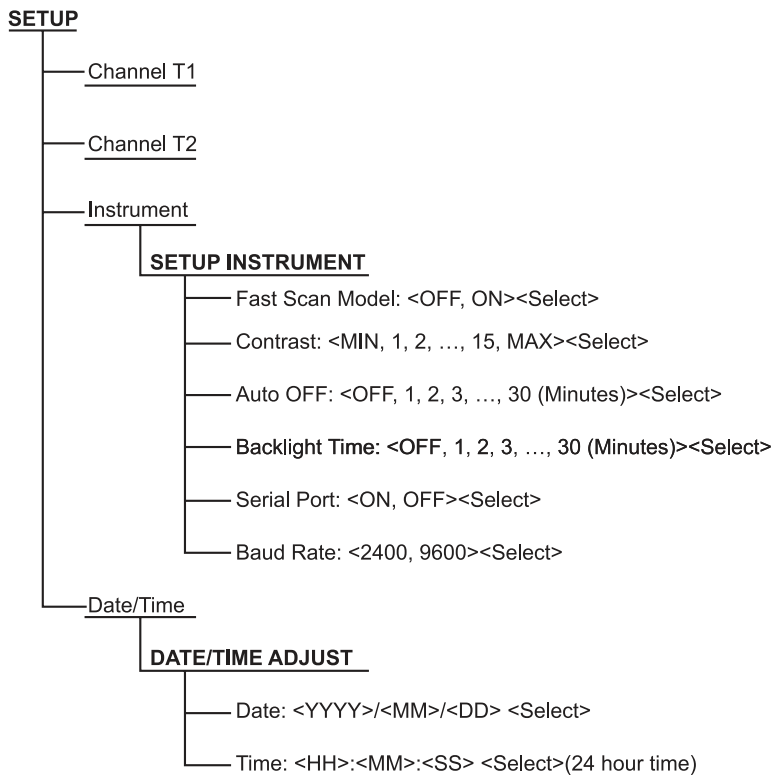 SETUP
Channel T1
Channel T2
Instrument
SETUP INSTRUMENT
Fast Scan Model: <OFF, ON><Select>
Contrast: <MIN, 1, 2, …, 15, MAX><Select>
Auto OFF: <OFF, 1, 2, 3, …, 30 (Minutes)><Select>
Backlight Time: <OFF, 1, 2, 3, …, 30 (Minutes)><Select>
Serial Port: <ON, OFF><Select>
Baud Rate: <2400, 9600><Select>
Date/Time
DATE/TIME ADJUST
Date: <YYYY>/<MM>/<DD> <Select>
Time: <HH>:<MM>:<SS> <Select>(24 hour time)